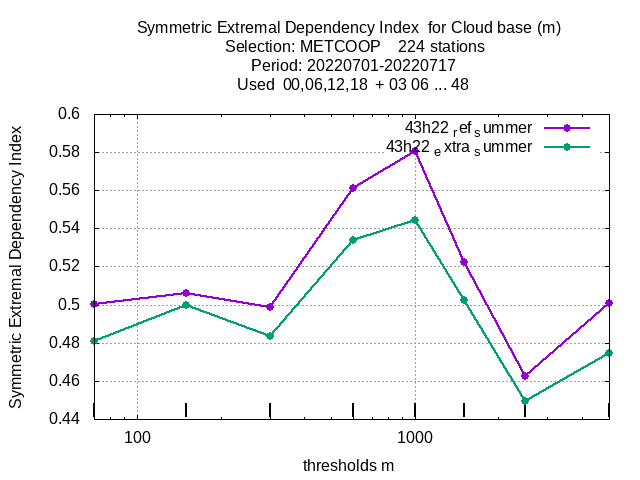 Symmetric Extremal Dependency Index for Cloud base (m)
Selection: METCOOP 224 stations
Period: 20220701-20220717
Used 00,06,12,18 + 03 06 ... 48
43h22 ref summer
43h22 extra summer
0.6
0.58
0.56
0.54
0.52
0.5
0.48
0.46
0.44
Symmetric Extremal Dependency Index
100 1000
thresholds m